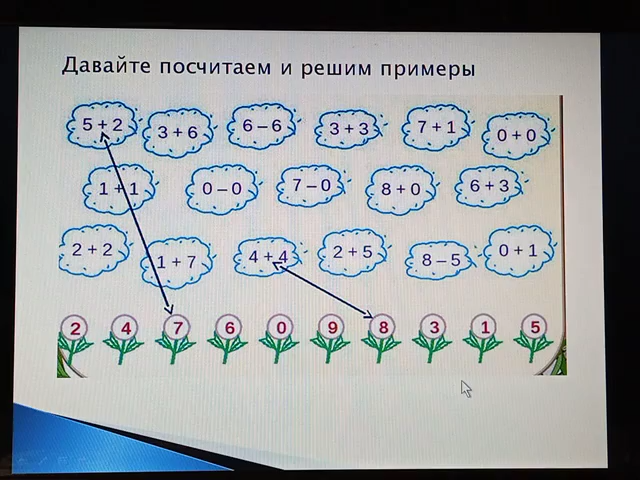 Давайте посчитаем и решим примеры
5 + 2 3 + 6 6 – 6 3 + 3 7 + 1 0 + 0
1 + 1 0 – 0 7 – 0 8 + 0 6 + 3
2 + 2 1 + 7 4 + 4 2 + 5 8 – 5 0 + 1
2 4 7 6 0 9 8 3 1 5